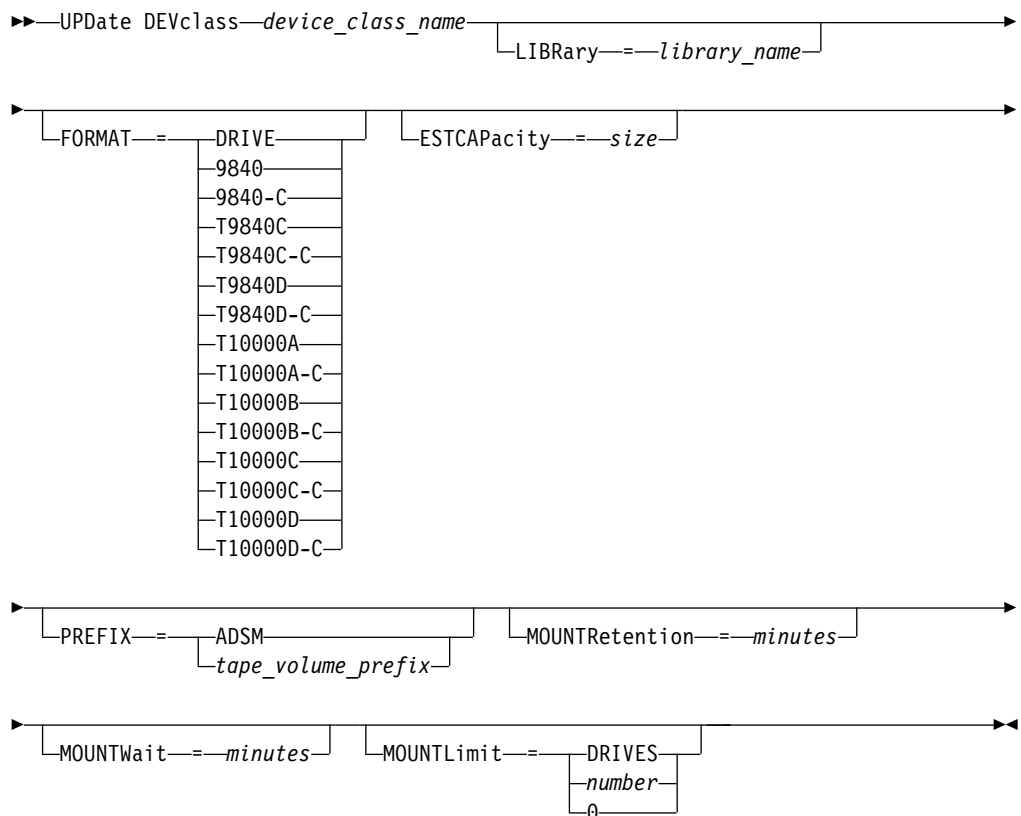 UPDate DEVclass device_class_name
LIBRary = library_name
FORMAT = DRIVE
9840
9840-C
T9840C
T9840C-C
T9840D
T9840D-C
T10000A
T10000A-C
T10000B
T10000B-C
T10000C
T10000C-C
T10000D
T10000D-C
ESTCAPacity = size
PREFIX = ADSM
tape_volume_prefix
MOUNTRetention = minutes
MOUNTWait = minutes
MOUNTLimit = DRIVES
number
0